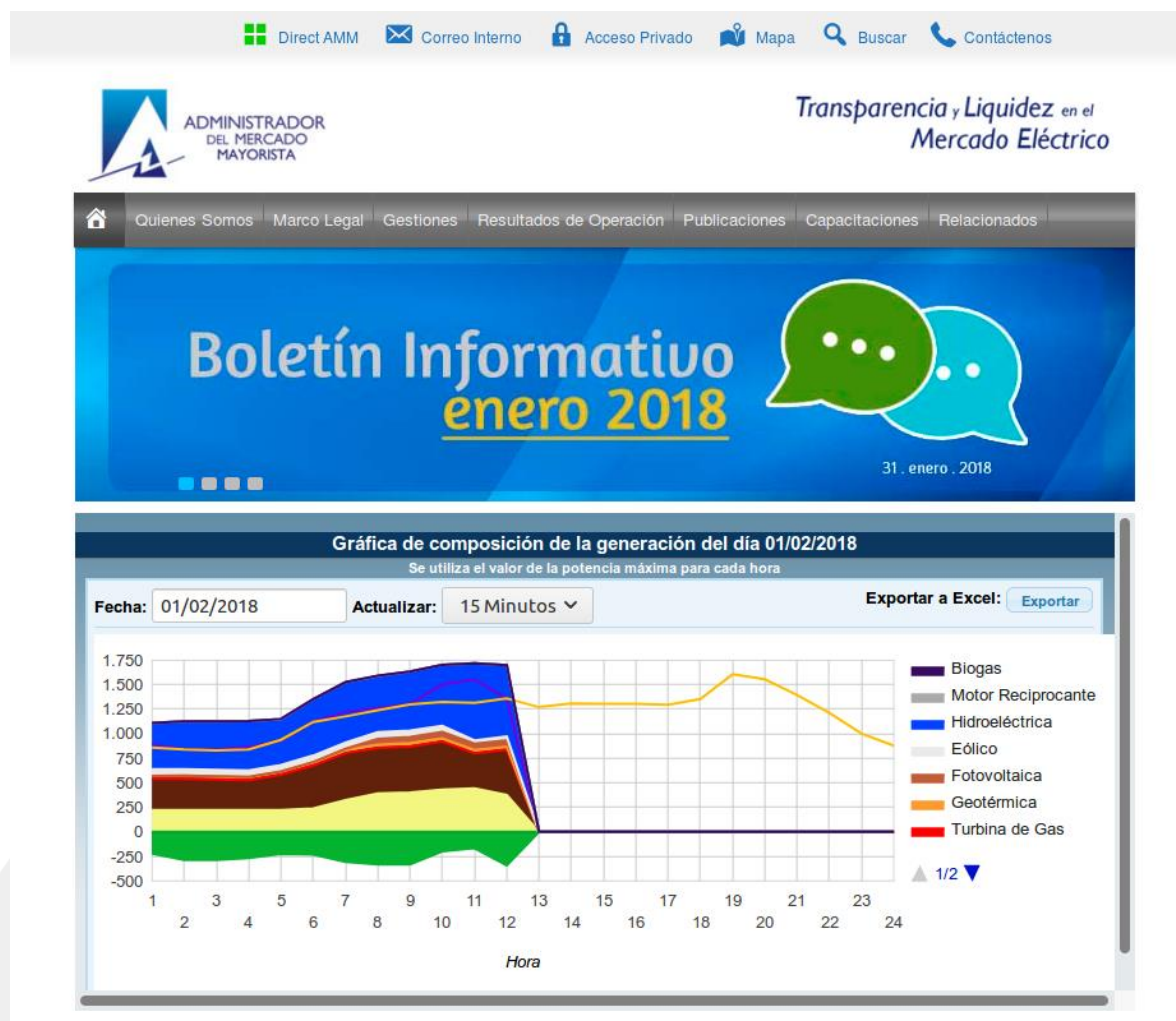 Direct AMM Correo Interno Acceso Privado Mapa Buscar Contáctenos
ADMINISTRADOR
DEL MERCADO
MAYORISTA
Transparencia y Liquidez en el
Mercado Eléctrico
Quienes Somos Marco Legal Gestiones Resultados de Operación Publicaciones Capacitaciones Relacionados
Boletín Informativo
enero 2018
31 . enero . 2018
Gráfica de composición de la generación del día 01/02/2018
Se utiliza el valor de la potencia máxima para cada hora
Fecha: 01/02/2018 Actualizar: 15 Minutos Exportar a Excel: Exportar
1.750
1.500
1.250
1.000
750
500
250
0
-250
-500
1 3 5 7 9 11 13 15 17 19 21 23
2 4 6 8 10 12 14 16 18 20 22 24
Hora
Biogas
Motor Reciprocante
Hidroeléctrica
Eólico
Fotovoltaica
Geotérmica
Turbina de Gas
1/2